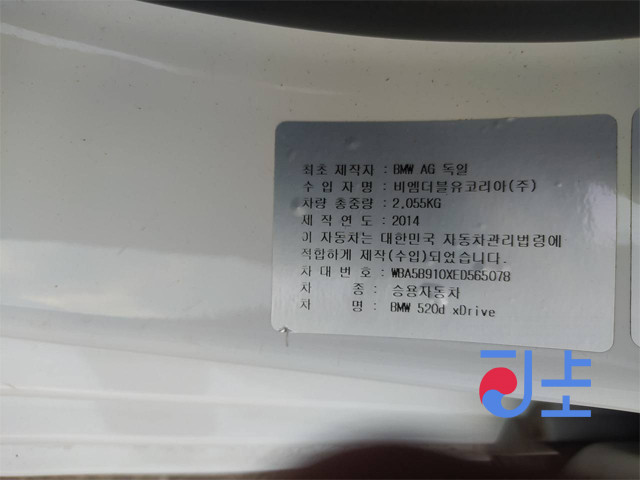 최초 제작자 : BMW AG 독일
수 입 자 명 : 비엠더블유코리아(주)
차량 총중량 : 2,055KG
제 작 연 도 : 2014
이 자동차는 대한민국 자동차관리법령에
적합하게 제작(수입)되었습니다.
차 대 번 호 : WBA5B910XED565078
차 종 : 승용자동차
차 명 : BMW 520d xDrive